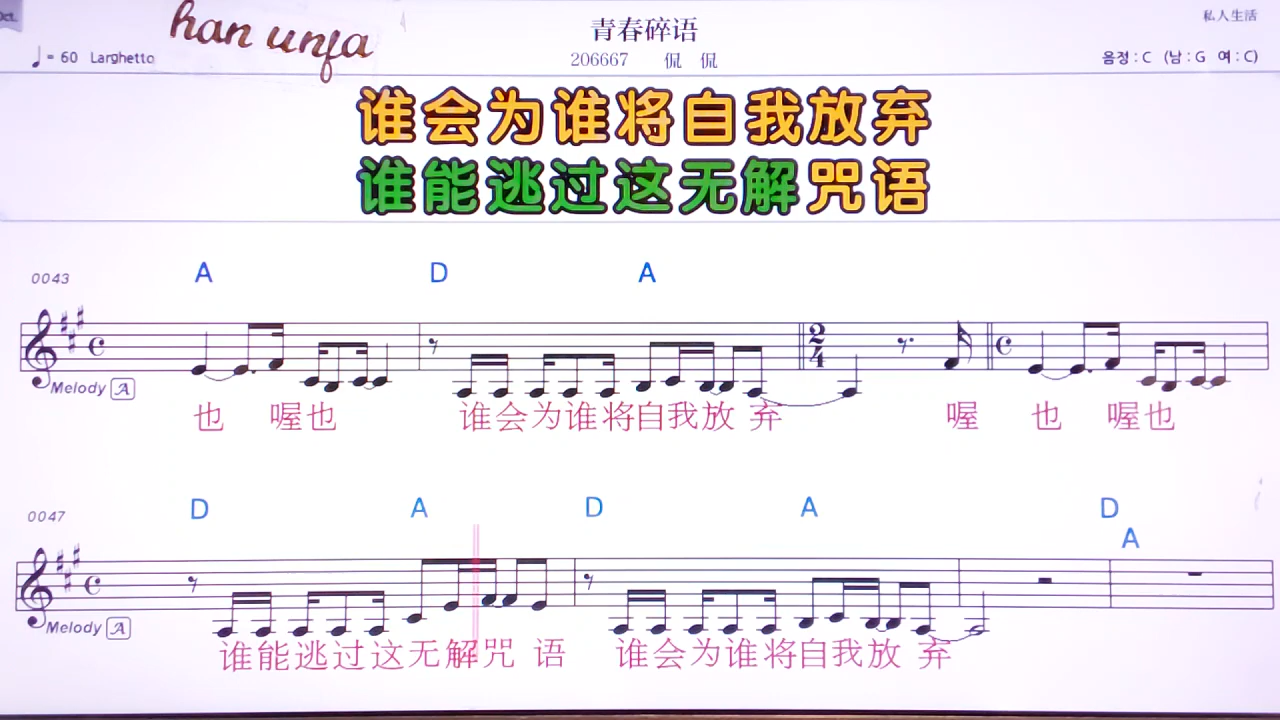 han unfa
青春碎语
私人生活
♩= 60 Larghetto
206667 侃 侃
음정 : C (남 : G 여 : C)
谁会为谁将自我放弃
谁能逃过这无解咒语
0043
A D A
2
4
Melody A
也 喔也 谁会为谁将自我放 弃 喔 也 喔也
0047
D A D A D
A
Melody A
谁能逃过这无解咒 语 谁会为谁将自我放 弃